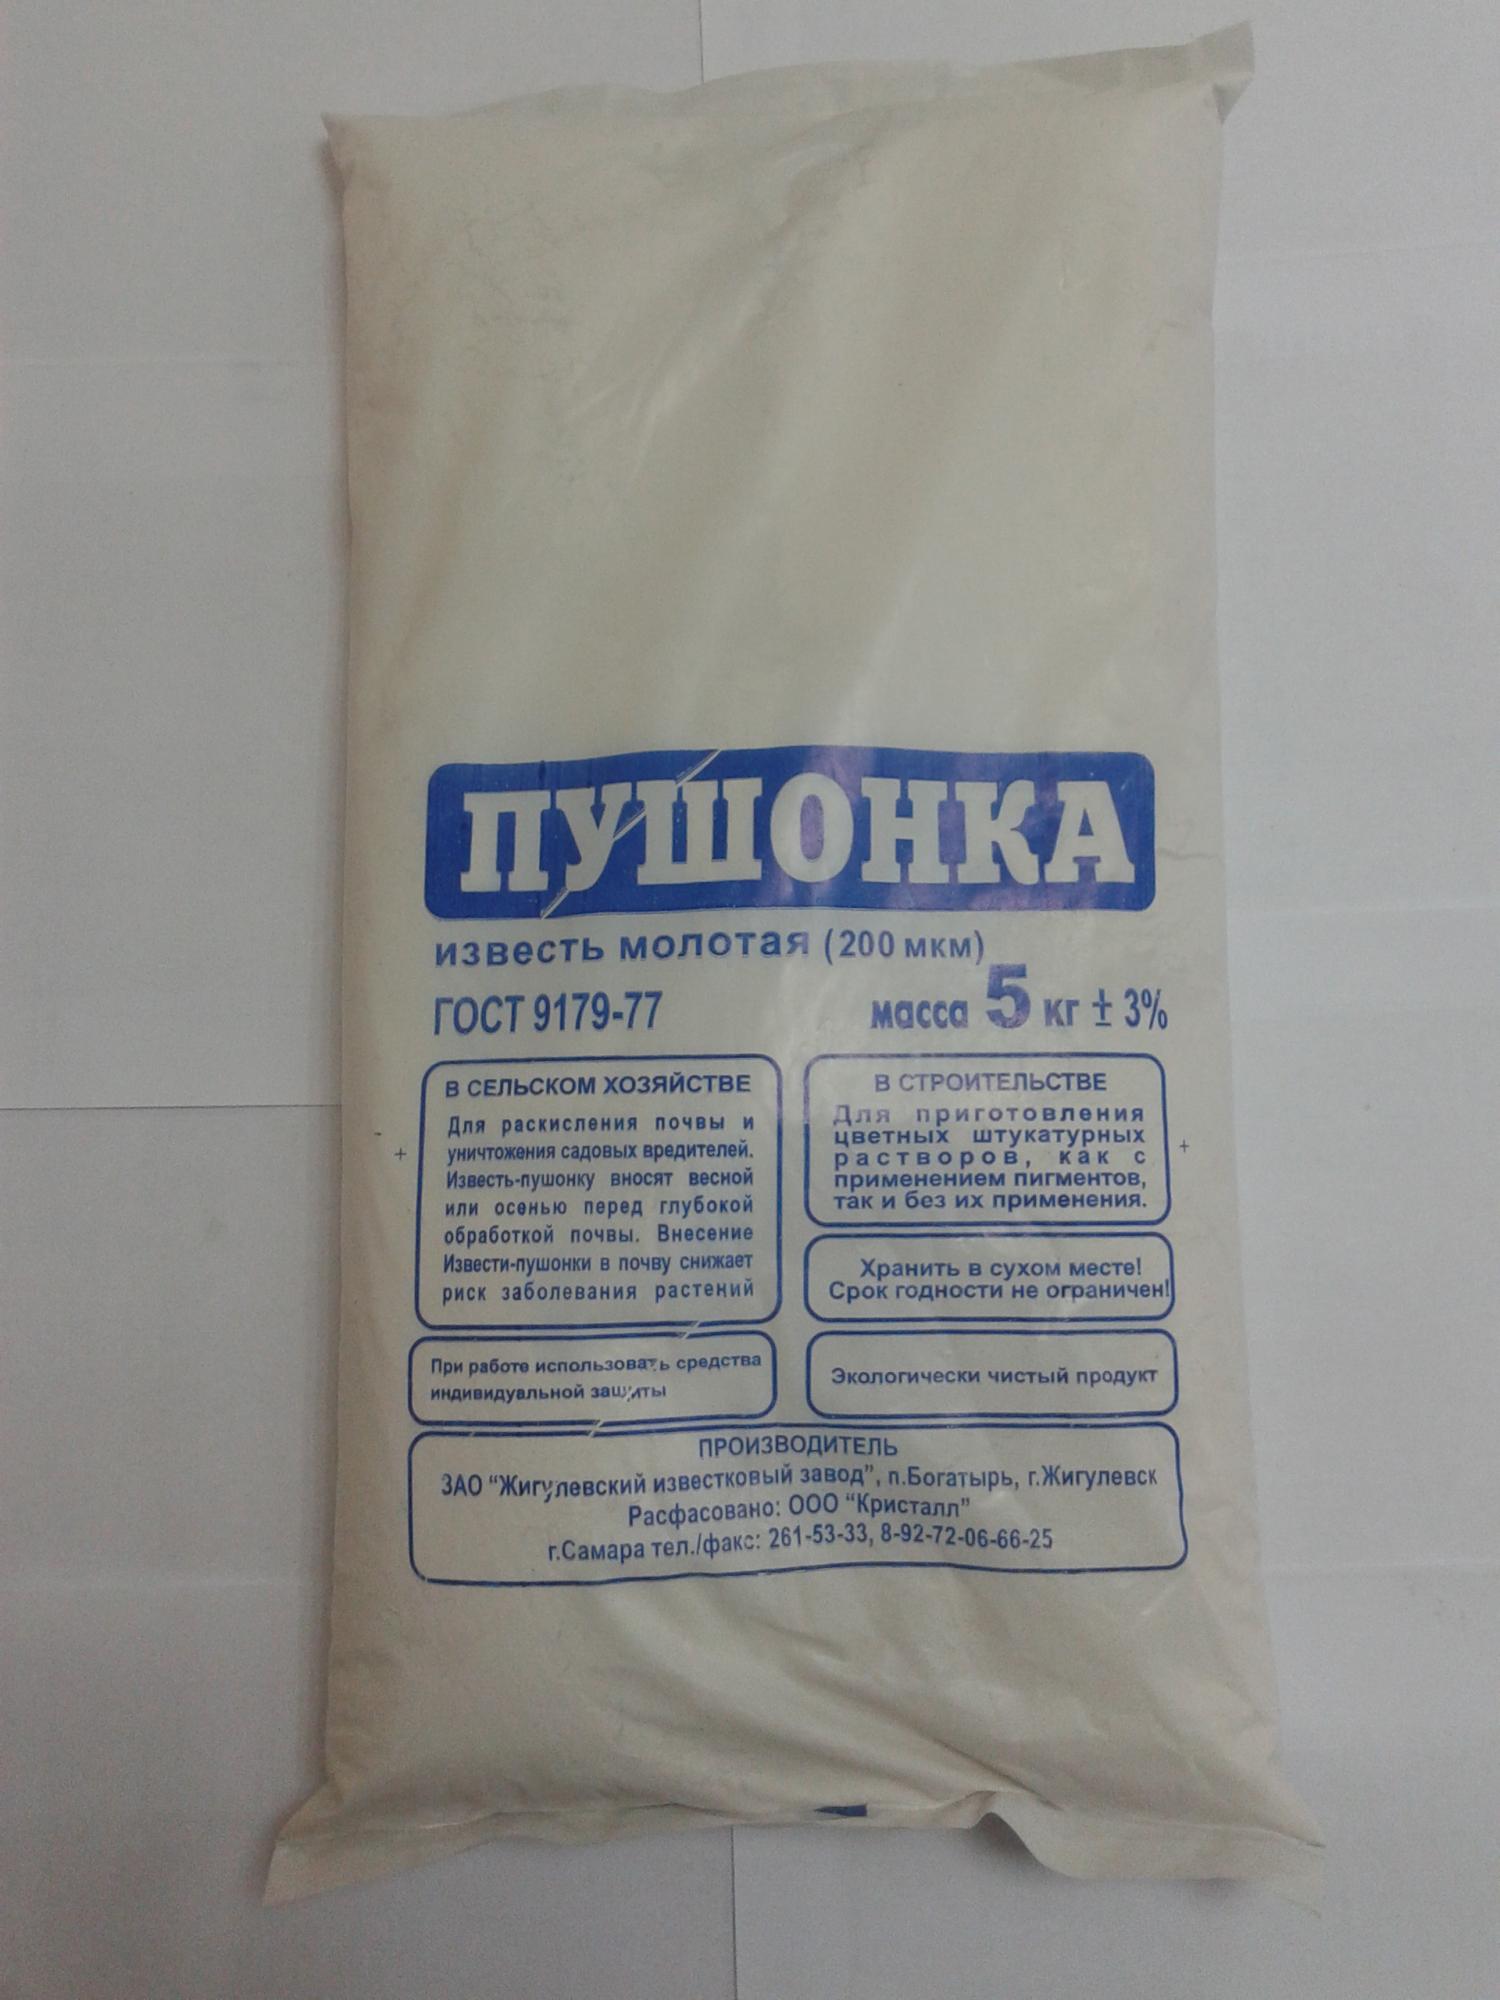 ПУШОНКА
известь молотая (200 мкм)
ГОСТ 9179-77
масса 5 кг ± 3%
В СЕЛЬСКОМ ХОЗЯЙСТВЕ
Для раскисления почвы и
уничтожения садовых вредителей.
Известь-пушонку вносят весной
или осенью перед глубокой
обработкой почвы. Внесение
Извести-пушонки в почву снижает
риск заболевания растений
При работе использовать средства
индивидуальной защиты
В СТРОИТЕЛЬСТВЕ
Для приготовления
цветных штукатурных
растворов, как с
применением пигментов,
так и без их применения.
Хранить в сухом месте!
Срок годности не ограничен!
Экологически чистый продукт
ПРОИЗВОДИТЕЛЬ
ЗАО “Жигулевский известковый завод”, п.Богатырь, г.Жигулевск
Расфасовано: ООО “Кристалл”
г.Самара тел./факс: 261-53-33, 8-92-72-06-66-25